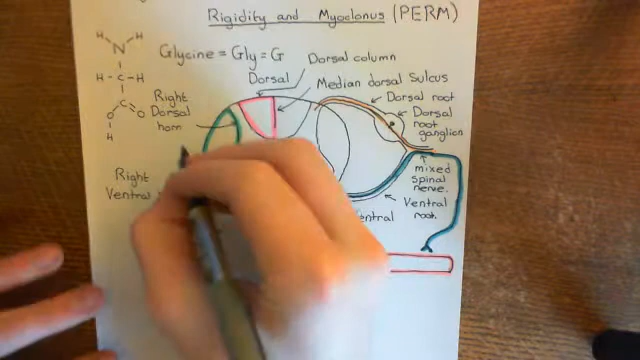 Rigidity and Myoclonus (PERM)
Glycine = Gly = G
Dorsal column
Dorsal
Median dorsal Sulcus
Dorsal root
Dorsal root ganglion
Right Dorsal horn
Right Ventral
mixed spinal nerve.
Ventral root.
H H
N
H - C - H
C
O O
H